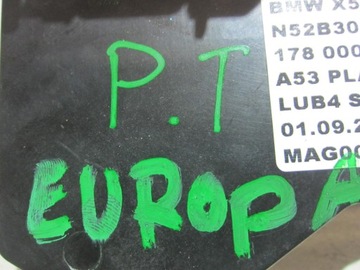 BMW X5
N52B30
178 000
A53 PLA
LUB4 S
01.09.2
MAG00
P.T
EUROPA